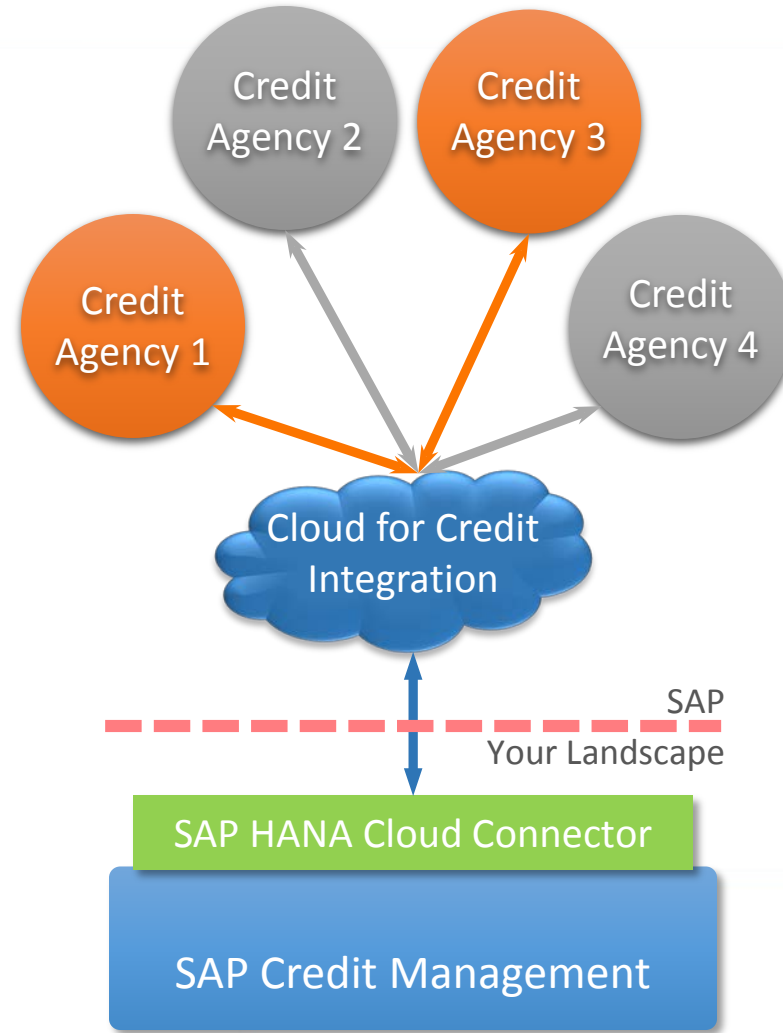 Credit
Agency 2
Credit
Agency 3
Credit
Agency 1
Credit
Agency 4
Cloud for Credit
Integration
SAP
Your Landscape
SAP HANA Cloud Connector
SAP Credit Management